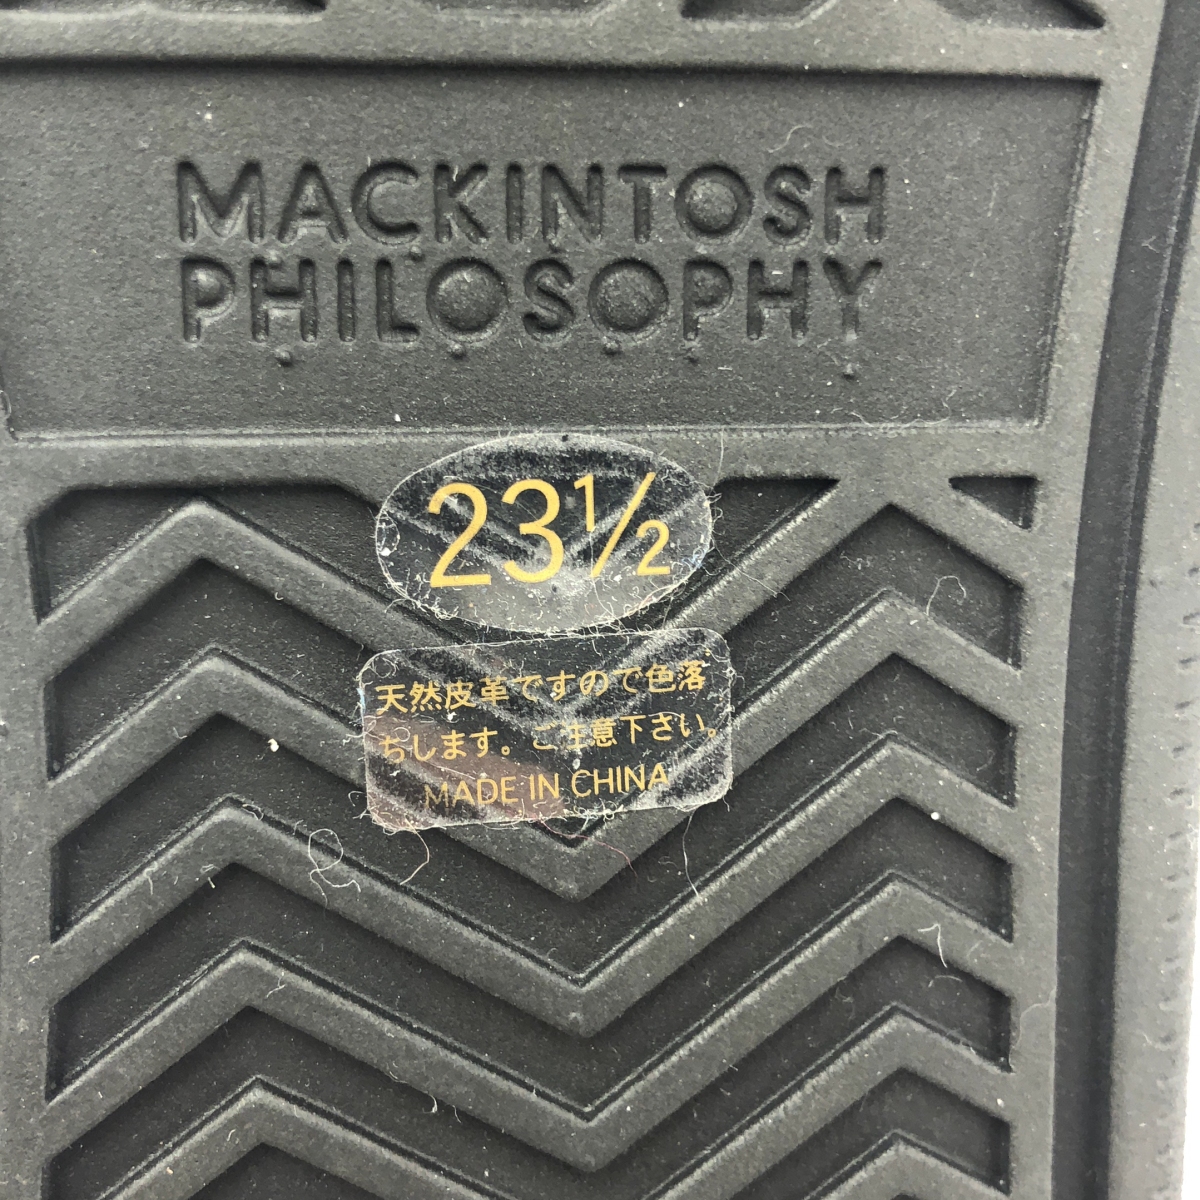 MACKINTOSH
PHILOSOPHY
23½
天然皮革ですので色落
ちします。ご注意下さい。
MADE IN CHINA